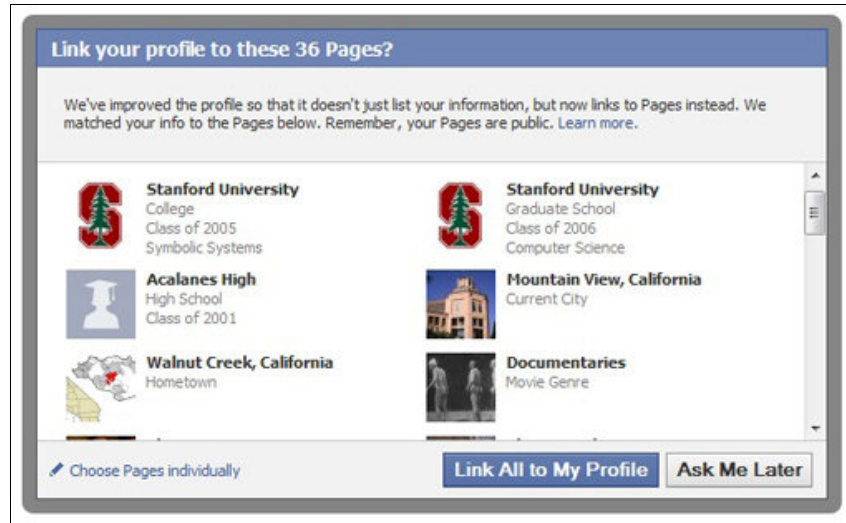 Link your profile to these 36 Pages?
We've improved the profile so that it doesn't just list your information, but now links to Pages instead. We
matched your info to the Pages below. Remember, your Pages are public. Learn more.
Stanford University
College
Class of 2005
Symbolic Systems
Stanford University
Graduate School
Class of 2006
Computer Science
Acalanes High
High School
Class of 2001
Mountain View, California
Current City
Walnut Creek, California
Hometown
Documentaries
Movie Genre
Choose Pages individually
Link All to My Profile
Ask Me Later